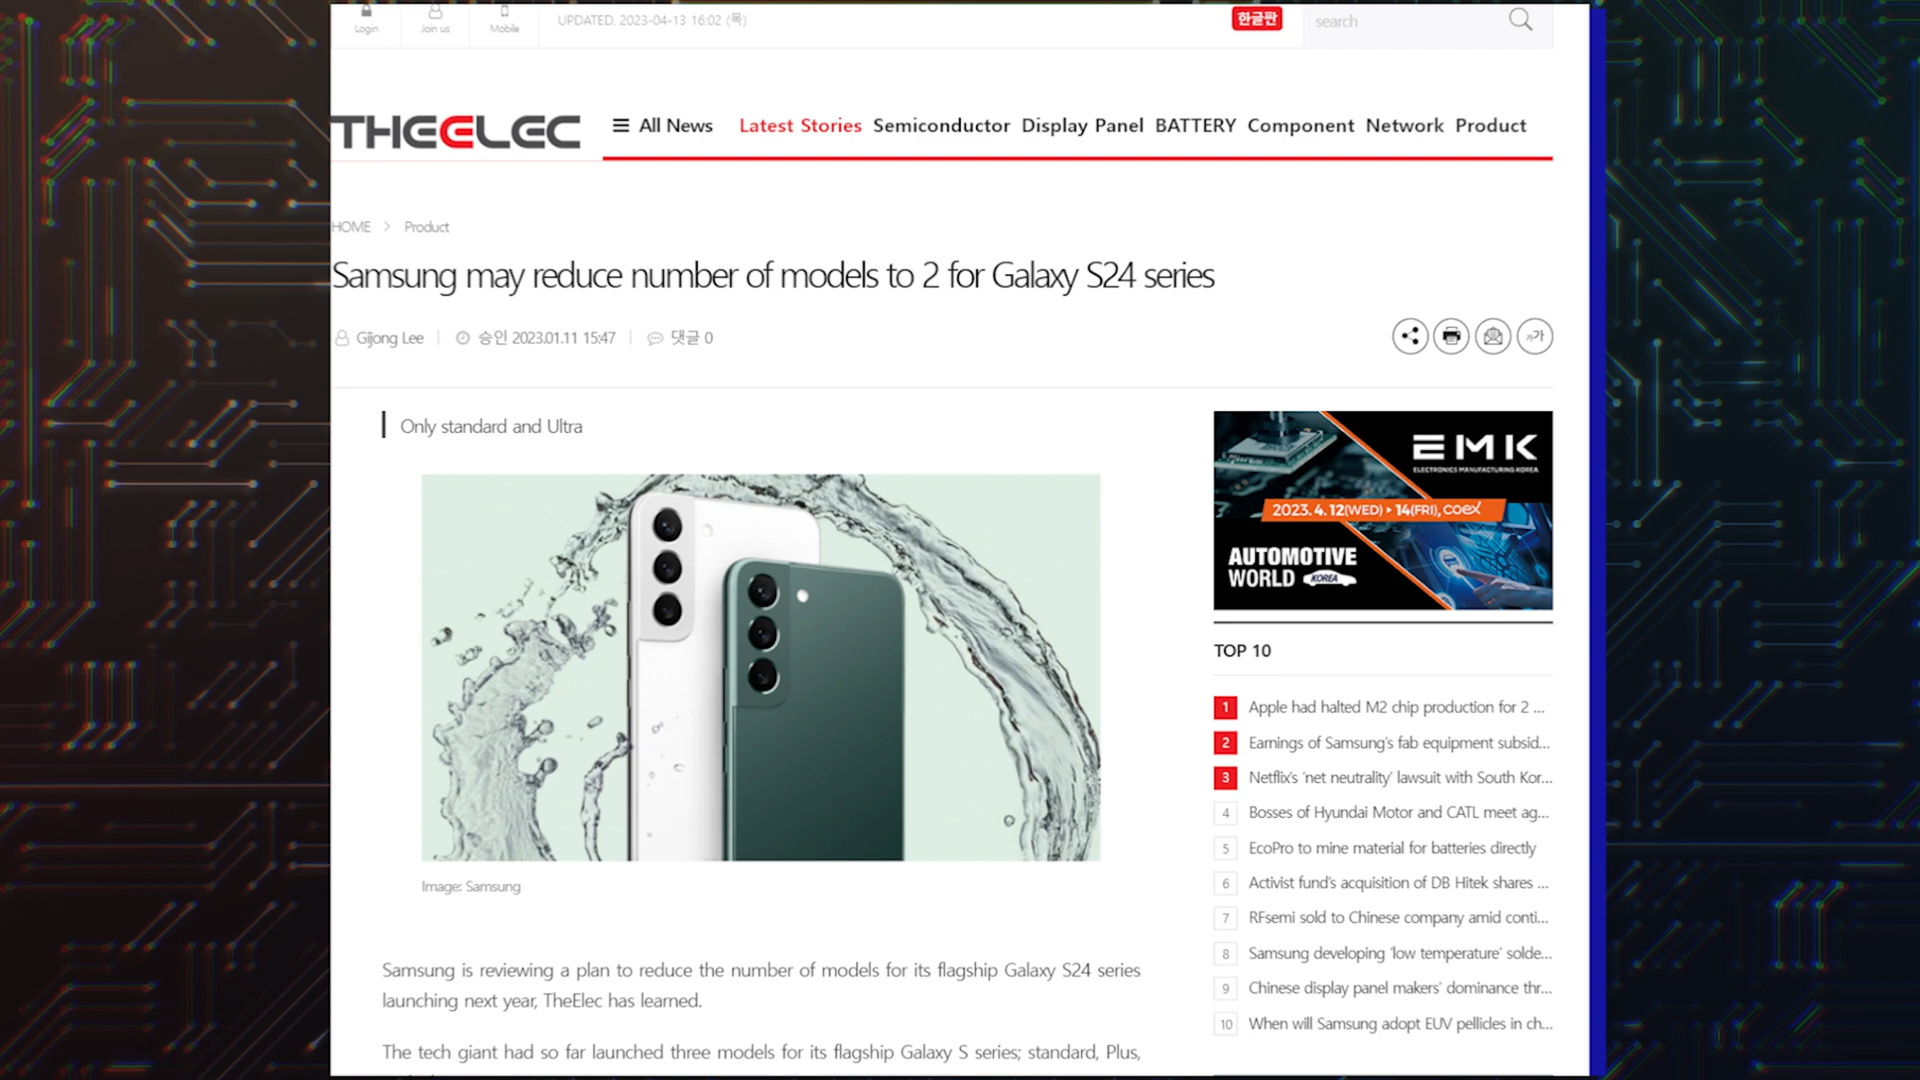 Login
Join us
Mobile
UPDATED. 2023-04-13 16:02 (목)
한글판
search
THEELEC
All News
Latest Stories Semiconductor Display Panel BATTERY Component Network Product
HOME > Product
Samsung may reduce number of models to 2 for Galaxy S24 series
Gijong Lee
승인 2023.01.11 15:47
댓글 0
가가
Only standard and Ultra
Image: Samsung
Samsung is reviewing a plan to reduce the number of models for its flagship Galaxy S24 series
launching next year, TheElec has learned.
The tech giant had so far launched three models for its flagship Galaxy S series; standard, Plus,
EMK
ELECTRONICS MANUFACTURING KOREA
2023. 4. 12(WED) ▸ 14(FRI), coex
AUTOMOTIVE
WORLD KOREA
TOP 10
1 Apple had halted M2 chip production for 2 ...
2 Earnings of Samsung's fab equipment subsid...
3 Netflix's 'net neutrality' lawsuit with South Kor...
4 Bosses of Hyundai Motor and CATL meet ag...
5 EcoPro to mine material for batteries directly
6 Activist fund's acquisition of DB Hitek shares ...
7 RFsemi sold to Chinese company amid conti...
8 Samsung developing 'low temperature' solde...
9 Chinese display panel makers' dominance thr...
10 When will Samsung adopt EUV pellicles in ch...